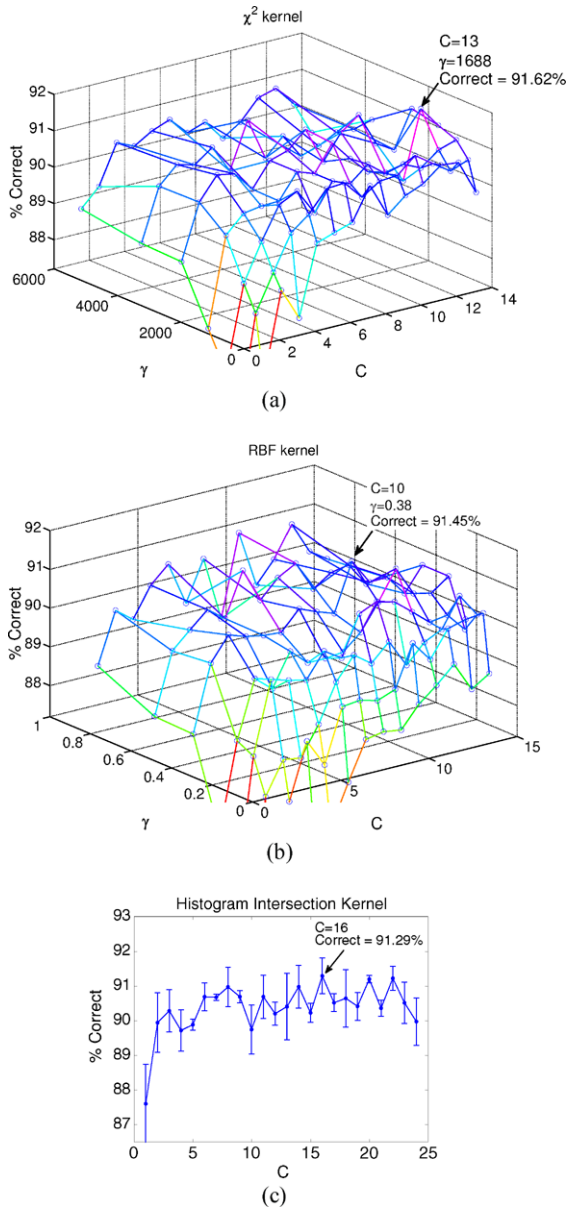 χ² kernel
C=13
γ=1688
Correct = 91.62%
92
91
90
89
88
% Correct
6000
4000
2000
0
γ
0
2
4
6
8
10
12
14
C
(a)
RBF kernel
C=10
γ=0.38
Correct = 91.45%
92
91
90
89
88
% Correct
1
0.8
0.6
0.4
0.2
0
γ
0
5
10
15
C
(b)
Histogram Intersection Kernel
C=16
Correct = 91.29%
93
92
91
90
89
88
87
% Correct
0 5 10 15 20 25
C
(c)